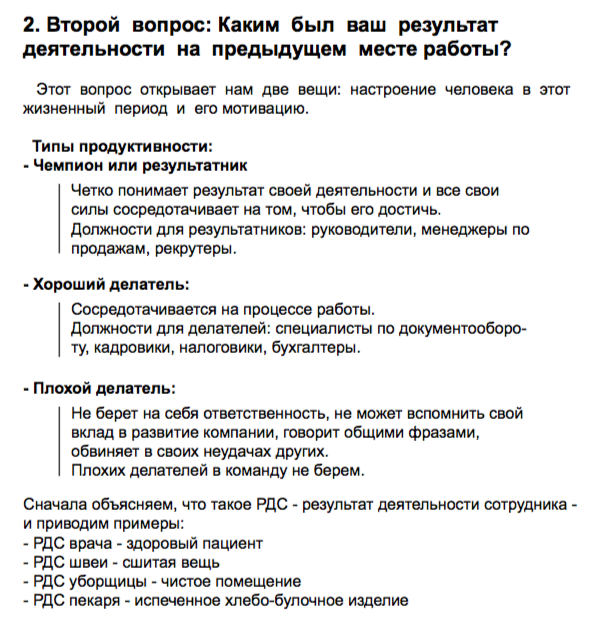 2. Второй вопрос: Каким был ваш результат
деятельности на предыдущем месте работы?
Этот вопрос открывает нам две вещи: настроение человека в этот
жизненный период и его мотивацию.
Типы продуктивности:
- Чемпион или результатник
Четко понимает результат своей деятельности и все свои
силы сосредотачивает на том, чтобы его достичь.
Должности для результатников: руководители, менеджеры по
продажам, рекрутеры.
- Хороший делатель:
Сосредотачивается на процессе работы.
Должности для делателей: специалисты по документооборо-
ту, кадровики, налоговики, бухгалтеры.
- Плохой делатель:
Не берет на себя ответственность, не может вспомнить свой
вклад в развитие компании, говорит общими фразами,
обвиняет в своих неудачах других.
Плохих делателей в команду не берем.
Сначала объясняем, что такое РДС - результат деятельности сотрудника -
и приводим примеры:
- РДС врача - здоровый пациент
- РДС швеи - сшитая вещь
- РДС уборщицы - чистое помещение
- РДС пекаря - испеченное хлебо-булочное изделие